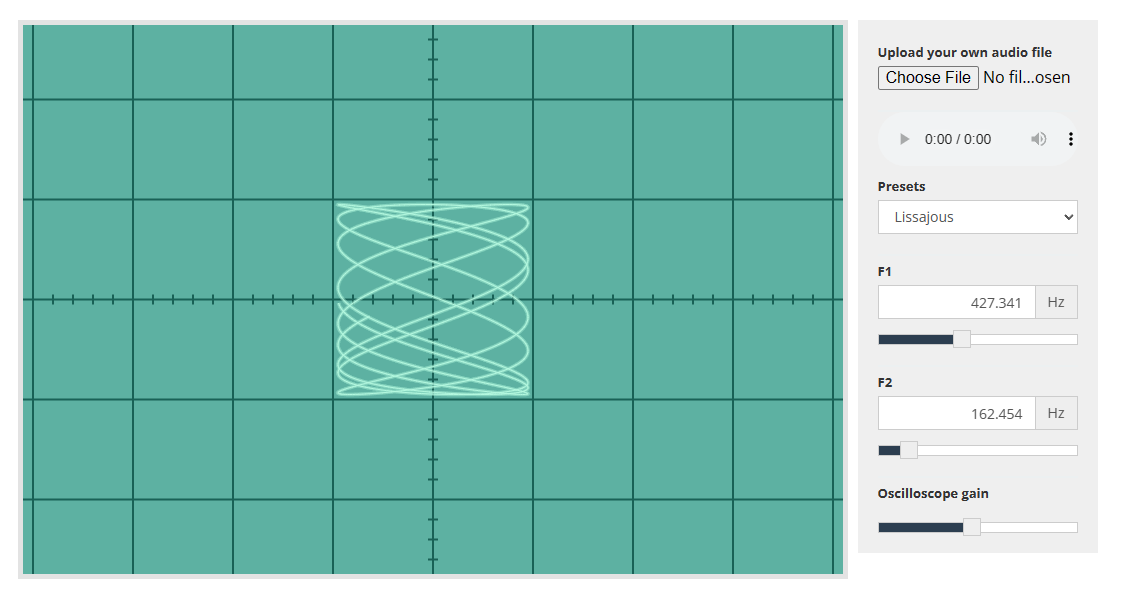 Upload your own audio file
Choose File No fil...osen
0:00 / 0:00
Presets
Lissajous
F1
427.341 Hz
F2
162.454 Hz
Oscilloscope gain